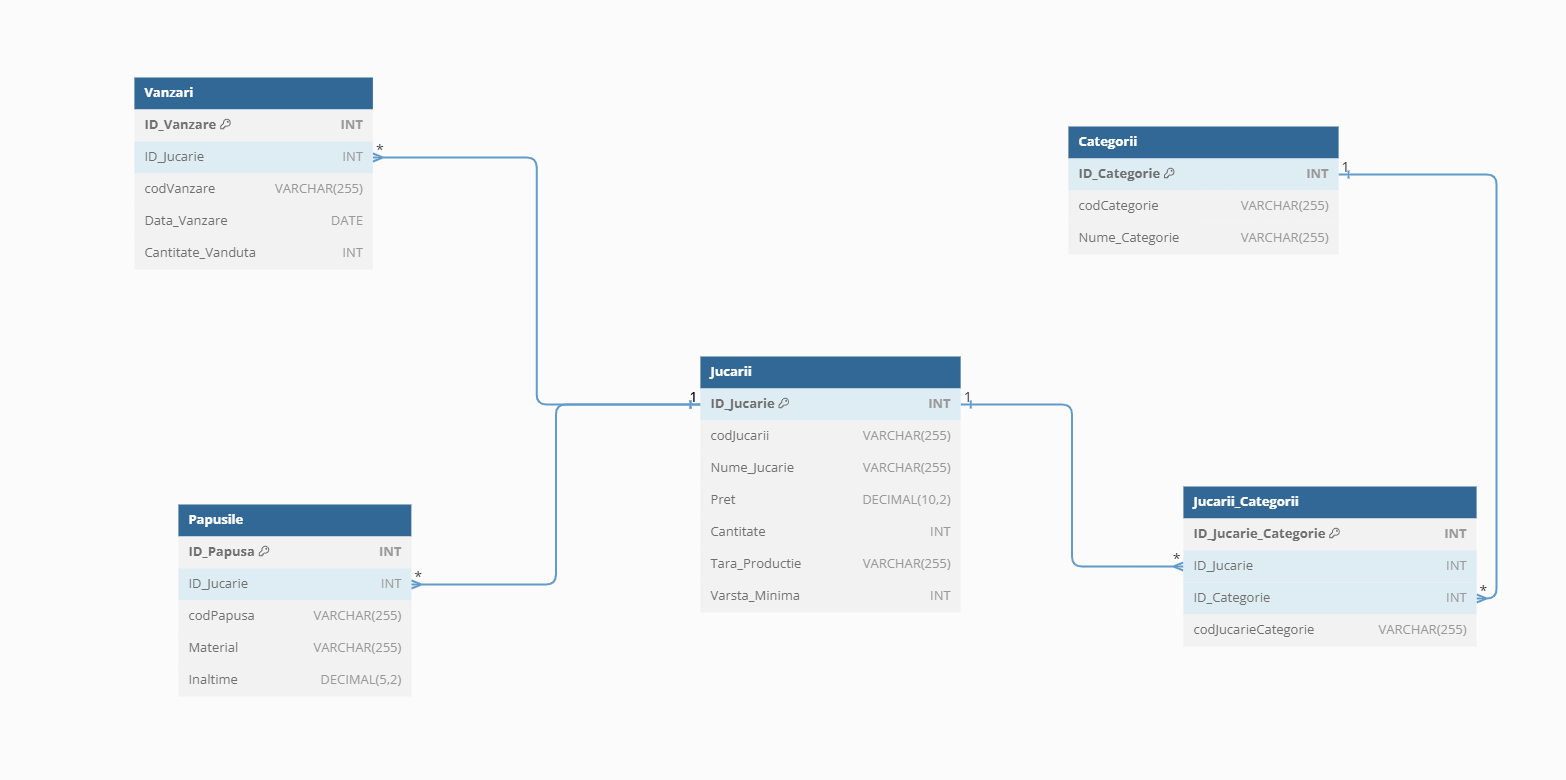 Vanzari
ID_Vanzare INT
ID_Jucarie INT
*
codVanzare VARCHAR(255)
Data_Vanzare DATE
Cantitate_Vanduta INT
Categorii
ID_Categorie INT
1
codCategorie VARCHAR(255)
Nume_Categorie VARCHAR(255)
Jucarii
1
ID_Jucarie INT
1
codJucarii VARCHAR(255)
Nume_Jucarie VARCHAR(255)
Pret DECIMAL(10,2)
Cantitate INT
Tara_Productie VARCHAR(255)
Varsta_Minima INT
Papusile
ID_Papusa INT
ID_Jucarie INT
*
codPapusa VARCHAR(255)
Material VARCHAR(255)
Inaltime DECIMAL(5,2)
Jucarii_Categorii
ID_Jucarie_Categorie INT
*
ID_Jucarie INT
ID_Categorie INT
*
codJucarieCategorie VARCHAR(255)